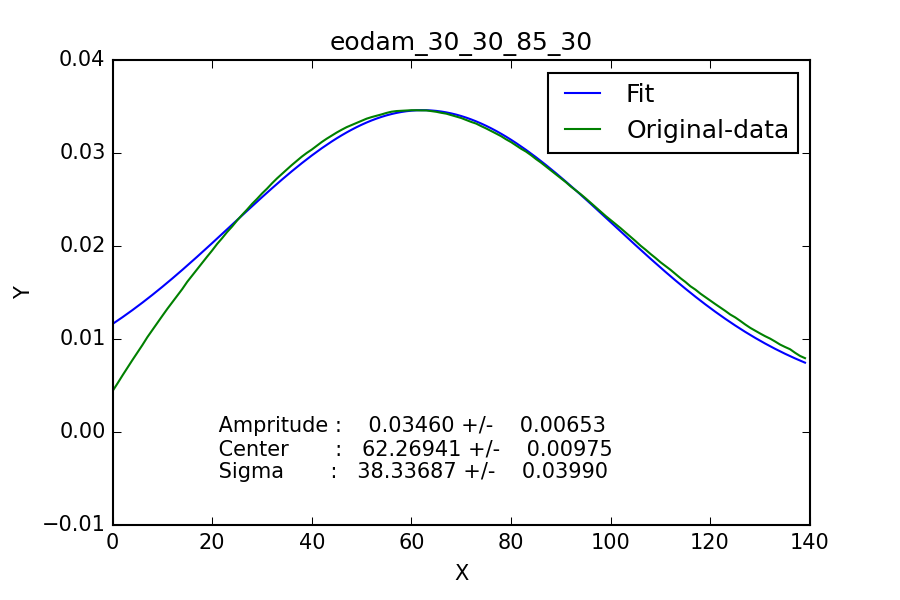 eodam_30_30_85_30
Fit
Original-data
0.04
0.03
0.02
0.01
0.00
−0.01
Y
Ampritude : 0.03460 +/- 0.00653
Center : 62.26941 +/- 0.00975
Sigma : 38.33687 +/- 0.03990
0 20 40 60 80 100 120 140
X